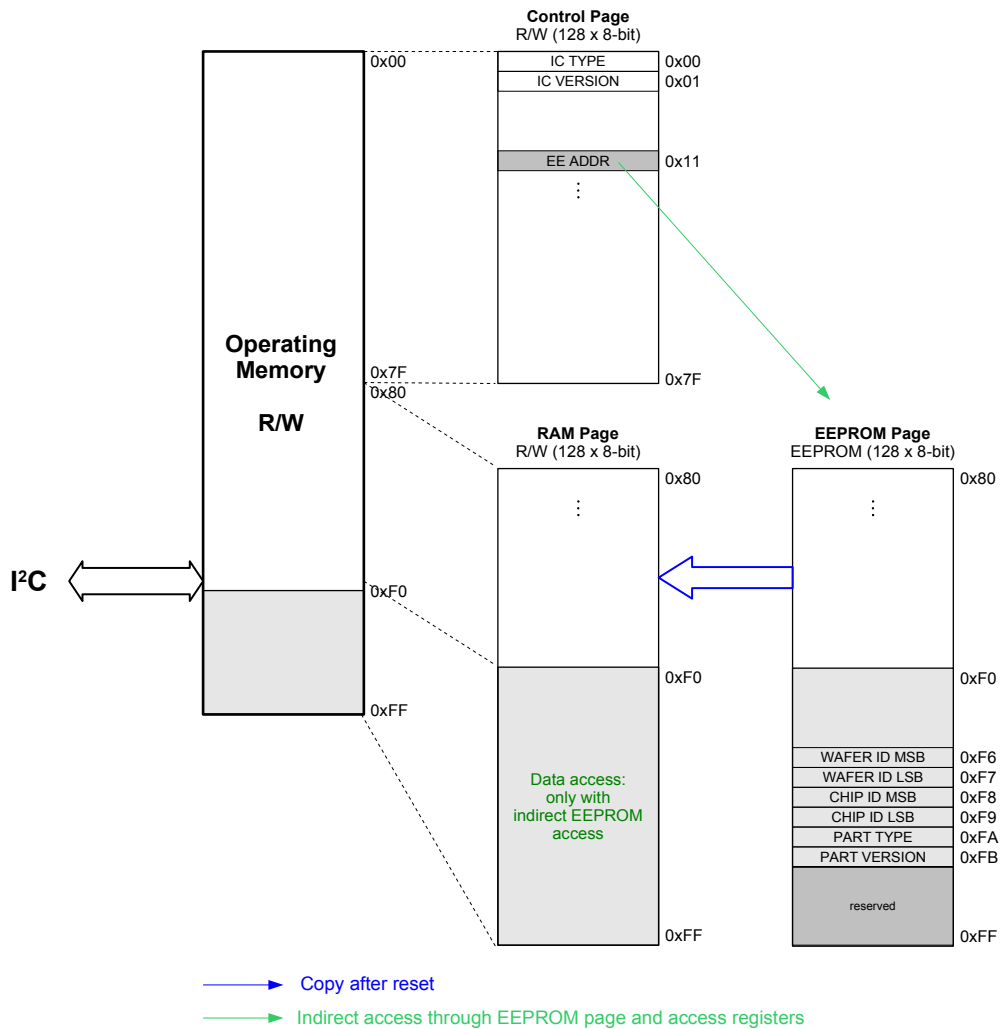 Control Page
R/W (128 x 8-bit)
0x00
IC TYPE
0x00
IC VERSION
0x01
EE ADDR
0x11
⋮
Operating
Memory
R/W
0x7F
0x80
0x7F
RAM Page
R/W (128 x 8-bit)
EEPROM Page
EEPROM (128 x 8-bit)
0x80
0x80
⋮
⋮
I²C
0xF0
0xF0
0xF0
0xFF
WAFER ID MSB
0xF6
WAFER ID LSB
0xF7
CHIP ID MSB
0xF8
CHIP ID LSB
0xF9
PART TYPE
0xFA
PART VERSION
0xFB
Data access:
only with
indirect EEPROM
access
reserved
0xFF
0xFF
Copy after reset
Indirect access through EEPROM page and access registers